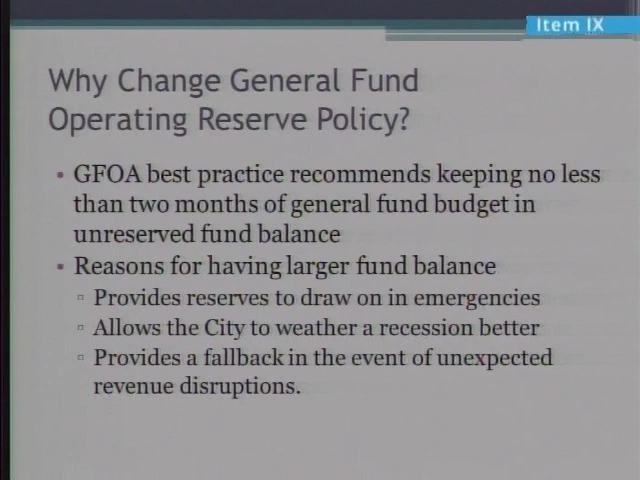 Item IX
Why Change General Fund
Operating Reserve Policy?
• GFOA best practice recommends keeping no less
than two months of general fund budget in
unreserved fund balance
• Reasons for having larger fund balance
▫ Provides reserves to draw on in emergencies
▫ Allows the City to weather a recession better
▫ Provides a fallback in the event of unexpected
revenue disruptions.